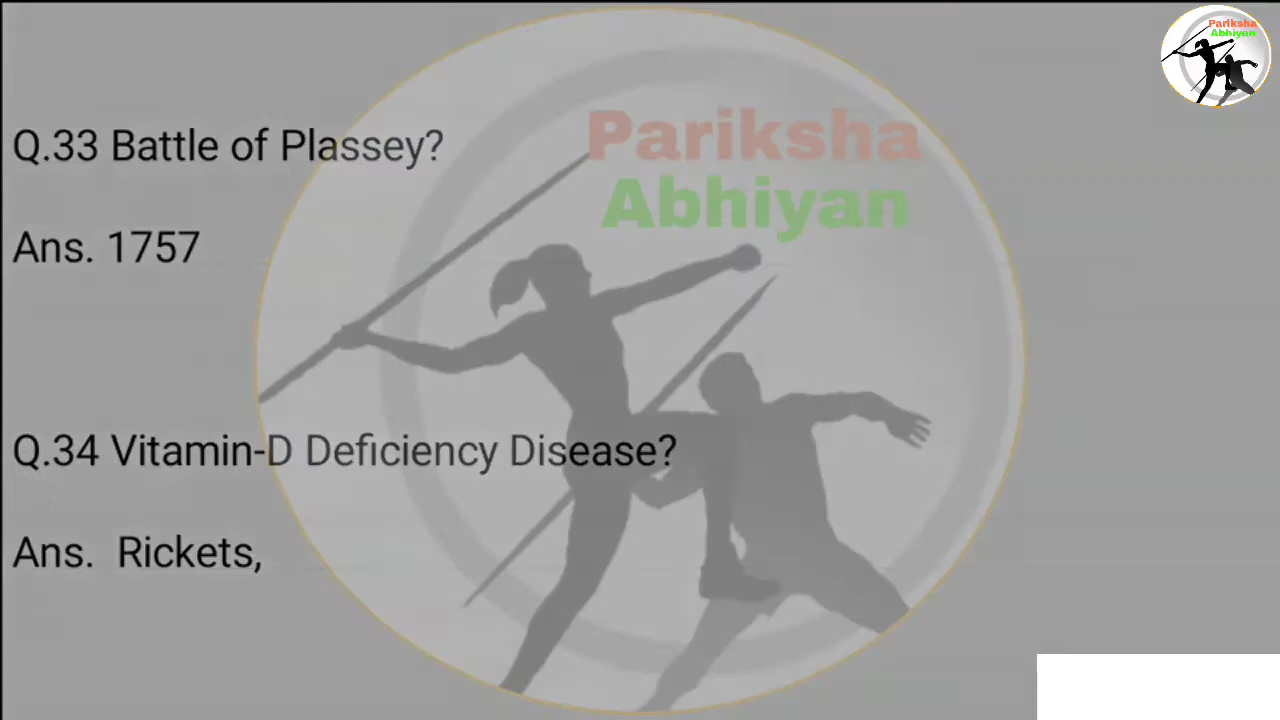 Pariksha
Abhiyan
Q.33 Battle of Plassey?
Pariksha
Abhiyan
Ans. 1757
Q.34 Vitamin-D Deficiency Disease?
Ans. Rickets,